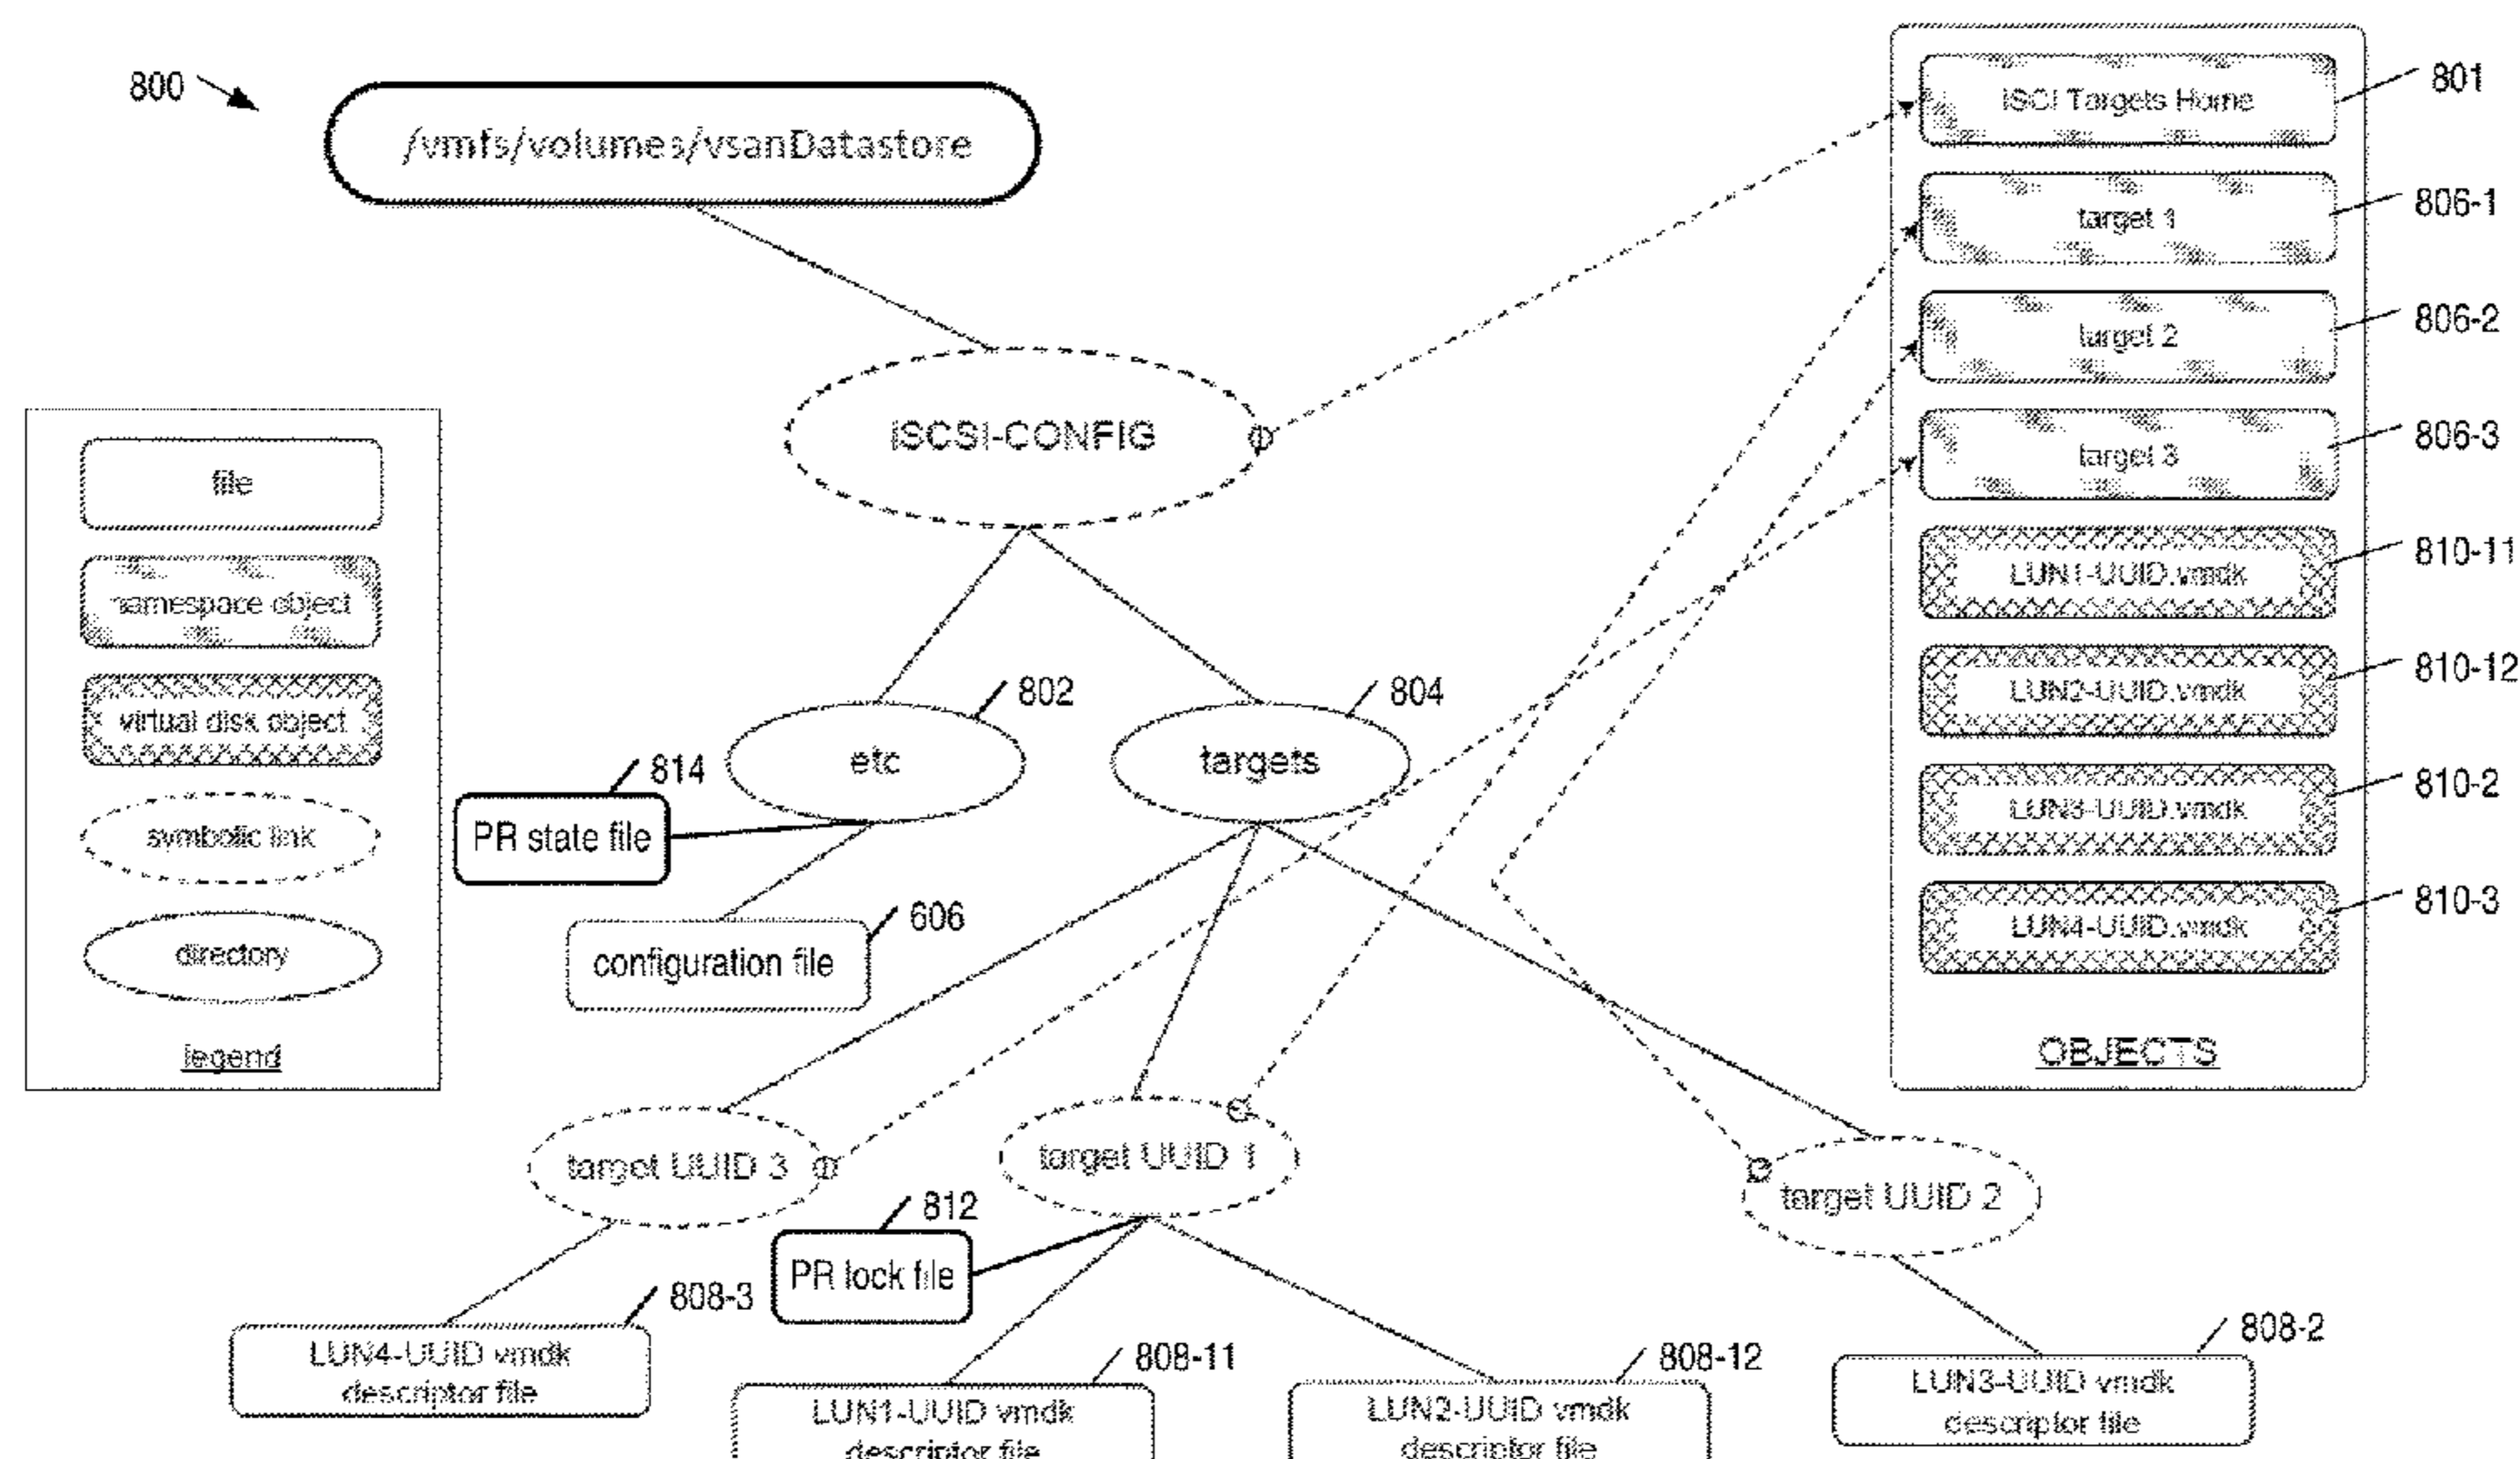 800
/vmfs/volumes/vsanDatastore
iSCSI-CONFIG
802
804
etc
targets
814
PR state file
606
configuration file
file
namespace object
virtual disk object
symbolic link
directory
legend
iSCI Targets Home
801
target 1
806-1
target 2
806-2
target 3
806-3
LUN1-UUID.vmdk
810-11
LUN2-UUID.vmdk
810-12
LUN3-UUID.vmdk
810-2
LUN4-UUID.vmdk
810-3
OBJECTS
target UUID 3
target UUID 1
target UUID 2
812
PR lock file
808-3
LUN4-UUID vmdk
descriptor file
808-11
LUN1-UUID vmdk
descriptor file
808-12
LUN2-UUID vmdk
descriptor file
808-2
LUN3-UUID vmdk
descriptor file